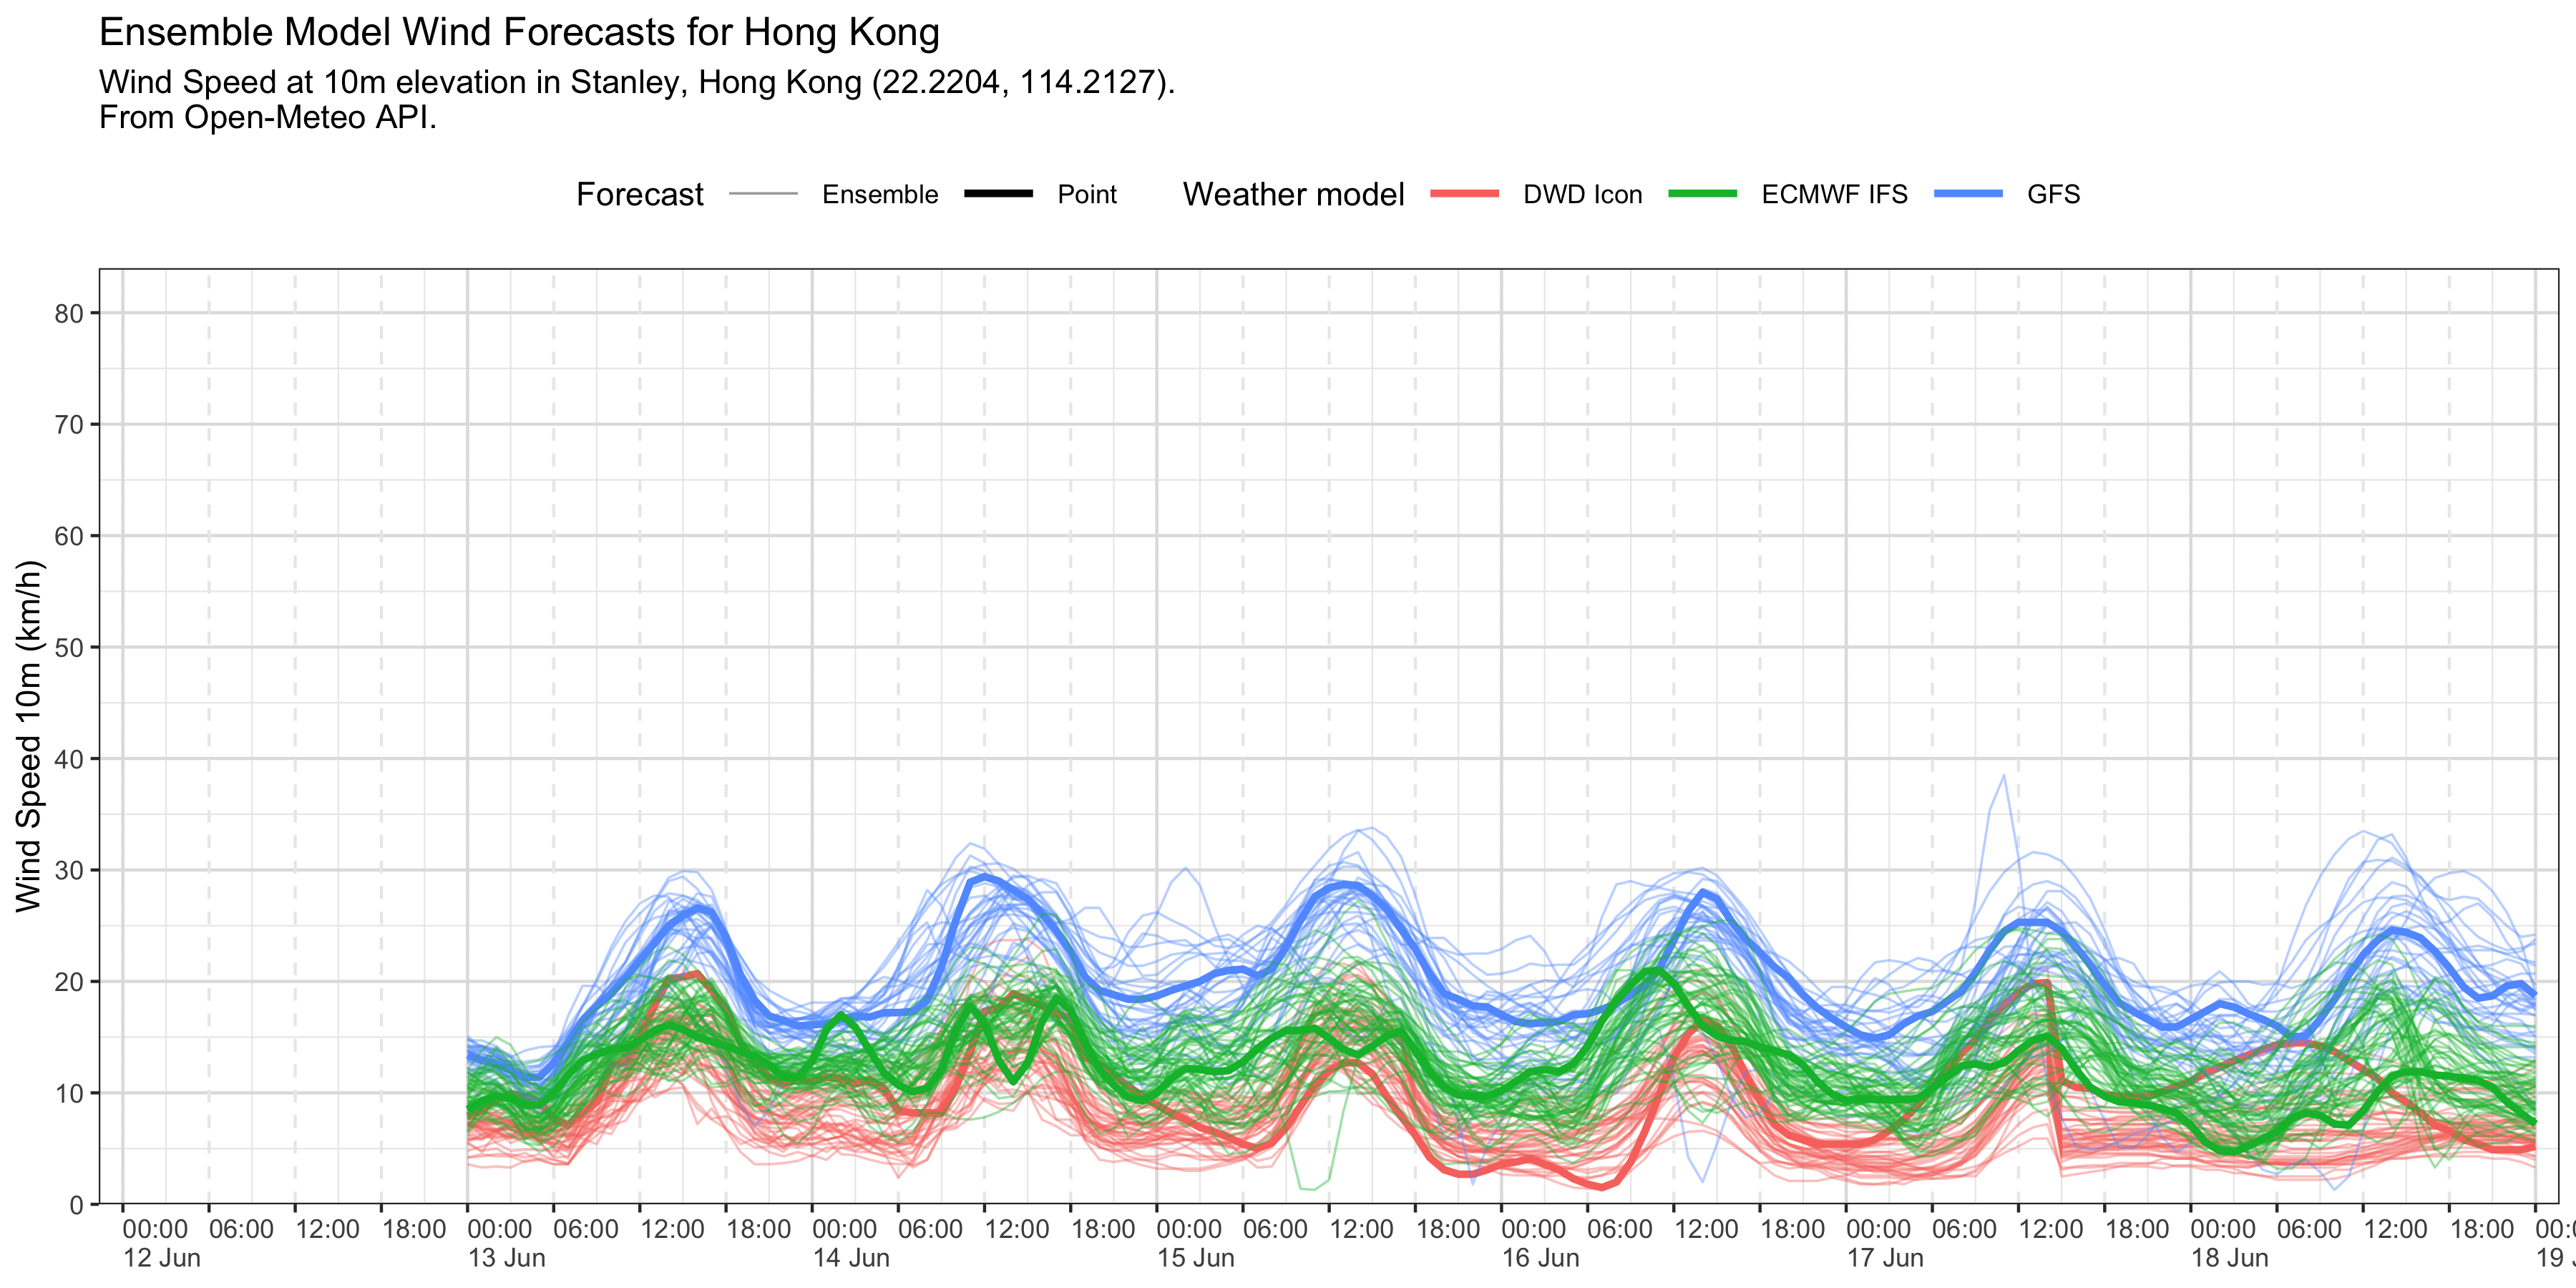 Ensemble Model Wind Forecasts for Hong Kong
Wind Speed at 10m elevation in Stanley, Hong Kong (22.2204, 114.2127).
From Open-Meteo API.
Forecast Ensemble Point Weather model DWD Icon ECMWF IFS GFS
Wind Speed 10m (km/h)
80
70
60
50
40
30
20
10
0
00:00 06:00 12:00 18:00 00:00 06:00 12:00 18:00 00:00 06:00 12:00 18:00 00:00 06:00 12:00 18:00 00:00 06:00 12:00 18:00 00:00 06:00 12:00 18:00 00:00 06:00 12:00 18:00 00:
12 Jun 13 Jun 14 Jun 15 Jun 16 Jun 17 Jun 18 Jun 19